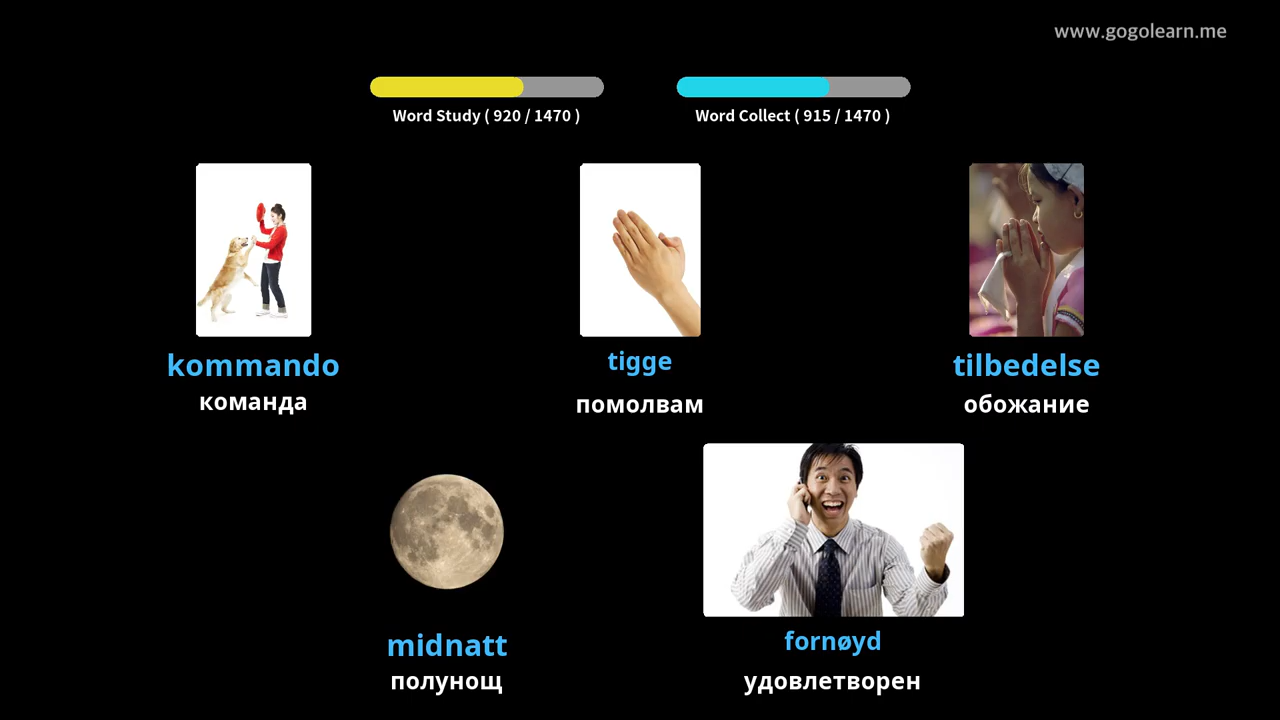 www.gogolearn.me
Word Study ( 920 / 1470 )
Word Collect ( 915 / 1470 )
kommando
команда
tigge
помолвам
tilbedelse
обожание
midnatt
полунощ
fornøyd
удовлетворен